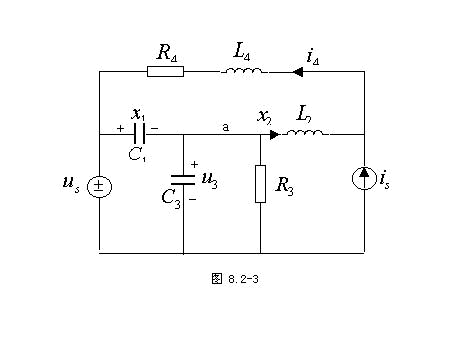 R₄ L₄ i₄
x₁ x₂ L₂
+ − a
C₁
+
uₛ ± C₃ u₃ R₃ iₛ
−
图 8.2-3